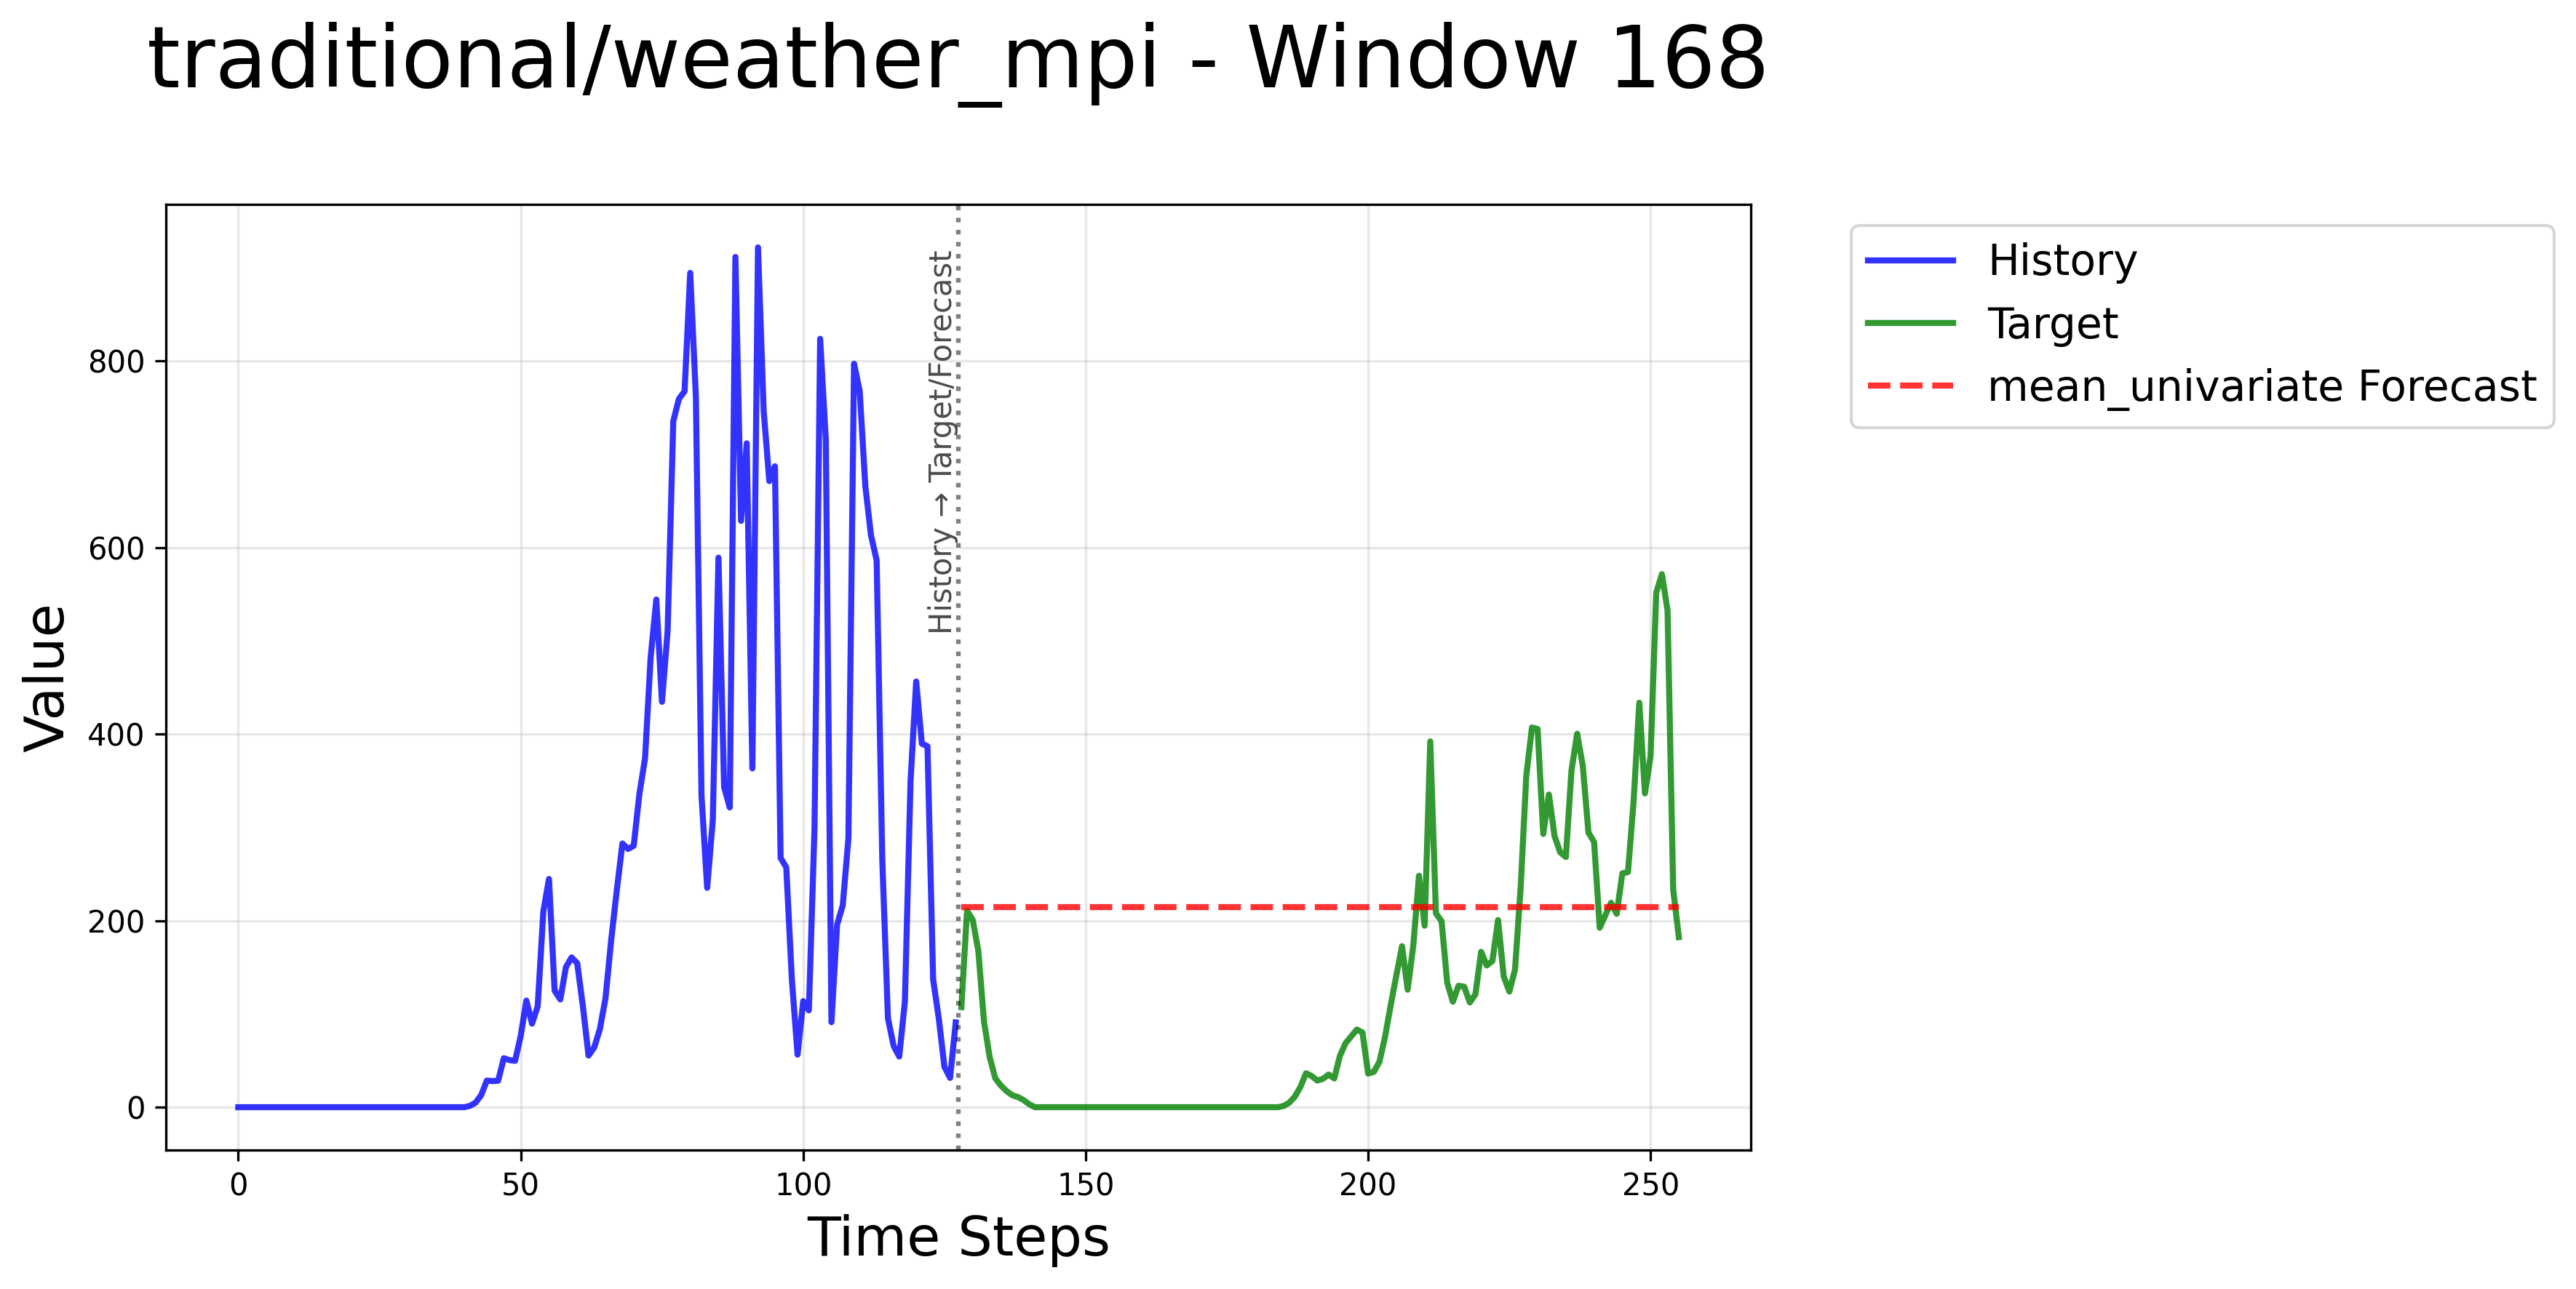 traditional/weather_mpi - Window 168
History
Target
mean_univariate Forecast
History → Target/Forecast
Value
800
600
400
200
0
0
50
100
150
200
250
Time Steps